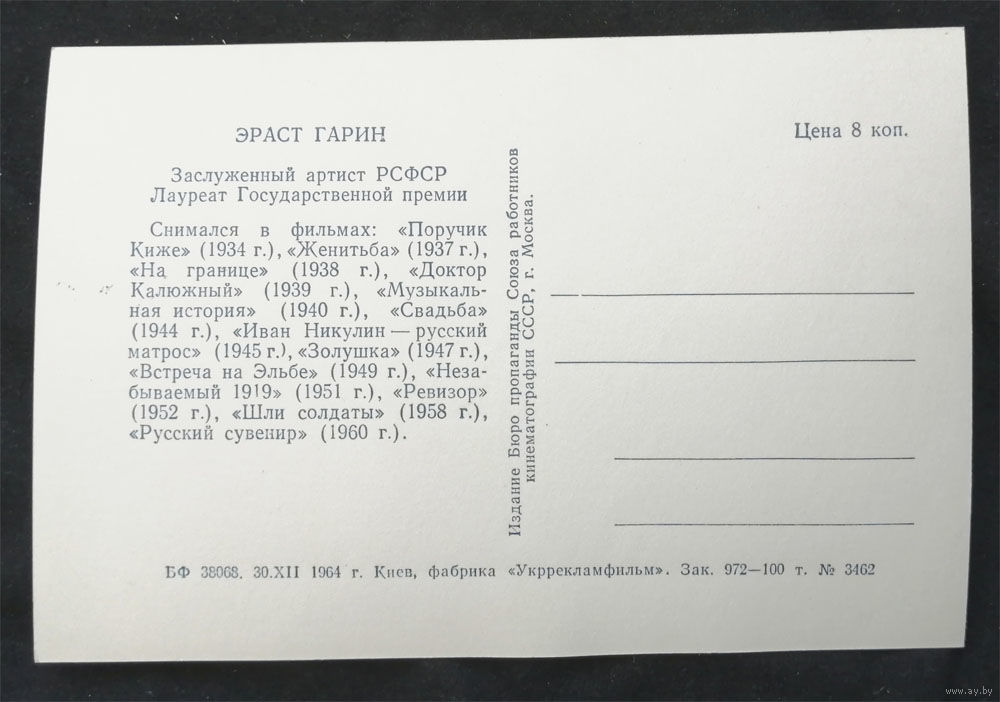 ЭРАСТ ГАРИН
Заслуженный артист РСФСР
Лауреат Государственной премии
Снимался в фильмах: «Поручик
Киже» (1934 г.), «Женитьба» (1937 г.),
«На границе» (1938 г.), «Доктор
Калюжный» (1939 г.), «Музыкаль-
ная история» (1940 г.), «Свадьба»
(1944 г.), «Иван Никулин — русский
матрос» (1945 г.), «Золушка» (1947 г.),
«Встреча на Эльбе» (1949 г.), «Неза-
бываемый 1919» (1951 г.), «Ревизор»
(1952 г.), «Шли солдаты» (1958 г.),
«Русский сувенир» (1960 г.).
Издание Бюро пропаганды Союза работников
кинематографии СССР, г. Москва.
Цена 8 коп.
БФ 38068. 30.XII 1964 г. Киев, фабрика «Укррекламфильм». Зак. 972—100 т. № 3462
www.ay.by